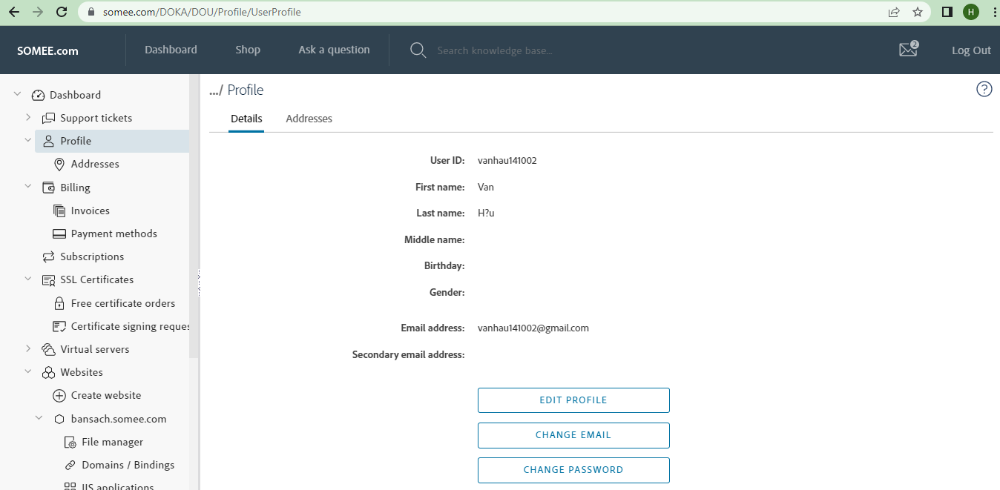 somee.com/DOKA/DOU/Profile/UserProfile
H
SOMEE.com
Dashboard
Shop
Ask a question
Search knowledge base...
2
Log Out
Dashboard
Support tickets
Profile
Addresses
Billing
Invoices
Payment methods
Subscriptions
SSL Certificates
Free certificate orders
Certificate signing reques
Virtual servers
Websites
Create website
bansach.somee.com
File manager
Domains / Bindings
IIS applications
.../ Profile
?
Details Addresses
User ID: vanhau141002
First name: Van
Last name: H?u
Middle name:
Birthday:
Gender:
Email address: vanhau141002@gmail.com
Secondary email address:
EDIT PROFILE
CHANGE EMAIL
CHANGE PASSWORD